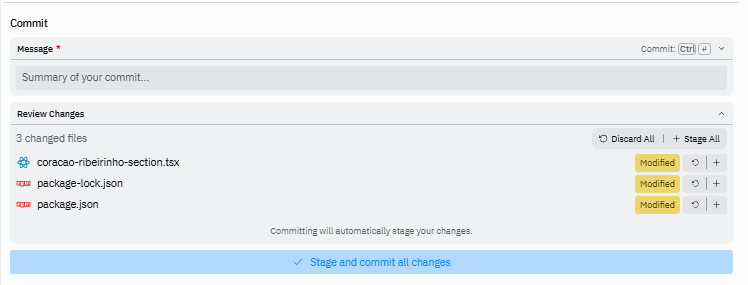 Commit
Message * Commit: Ctrl ↵
Summary of your commit...
Review Changes
3 changed files Discard All Stage All
coracao-ribeirinho-section.tsx Modified
npm package-lock.json Modified
npm package.json Modified
Committing will automatically stage your changes.
Stage and commit all changes